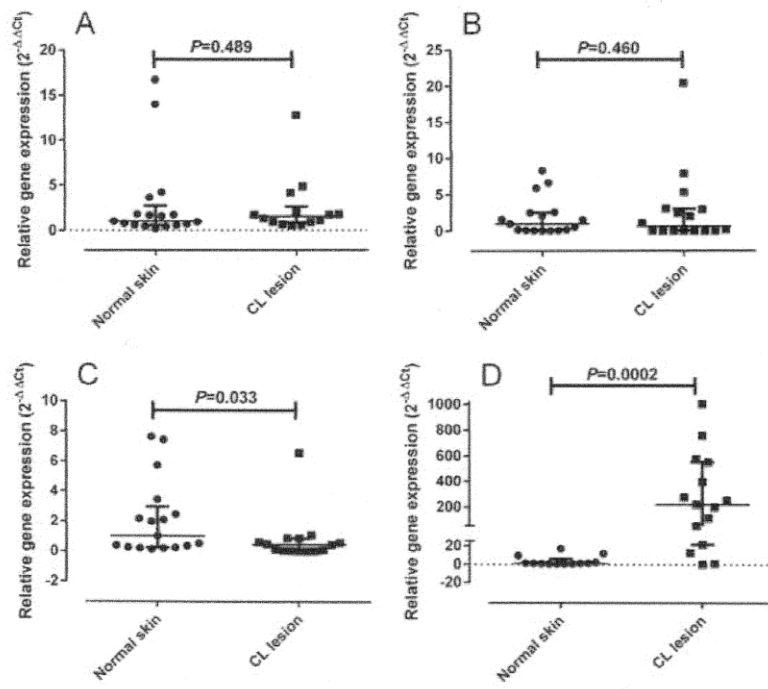 A
P=0.489
Relative gene expression (2-ΔΔCt)
20
15
10
5
0
Normal skin
CL lesion
B
P=0.460
Relative gene expression (2-ΔΔCt)
25
20
15
10
5
0
Normal skin
CL lesion
C
P=0.033
Relative gene expression (2-ΔΔCt)
10
8
6
4
2
0
-2
Normal skin
CL lesion
D
P=0.0002
Relative gene expression (2-ΔΔCt)
1000
800
600
400
200
20
0
-20
Normal skin
CL lesion